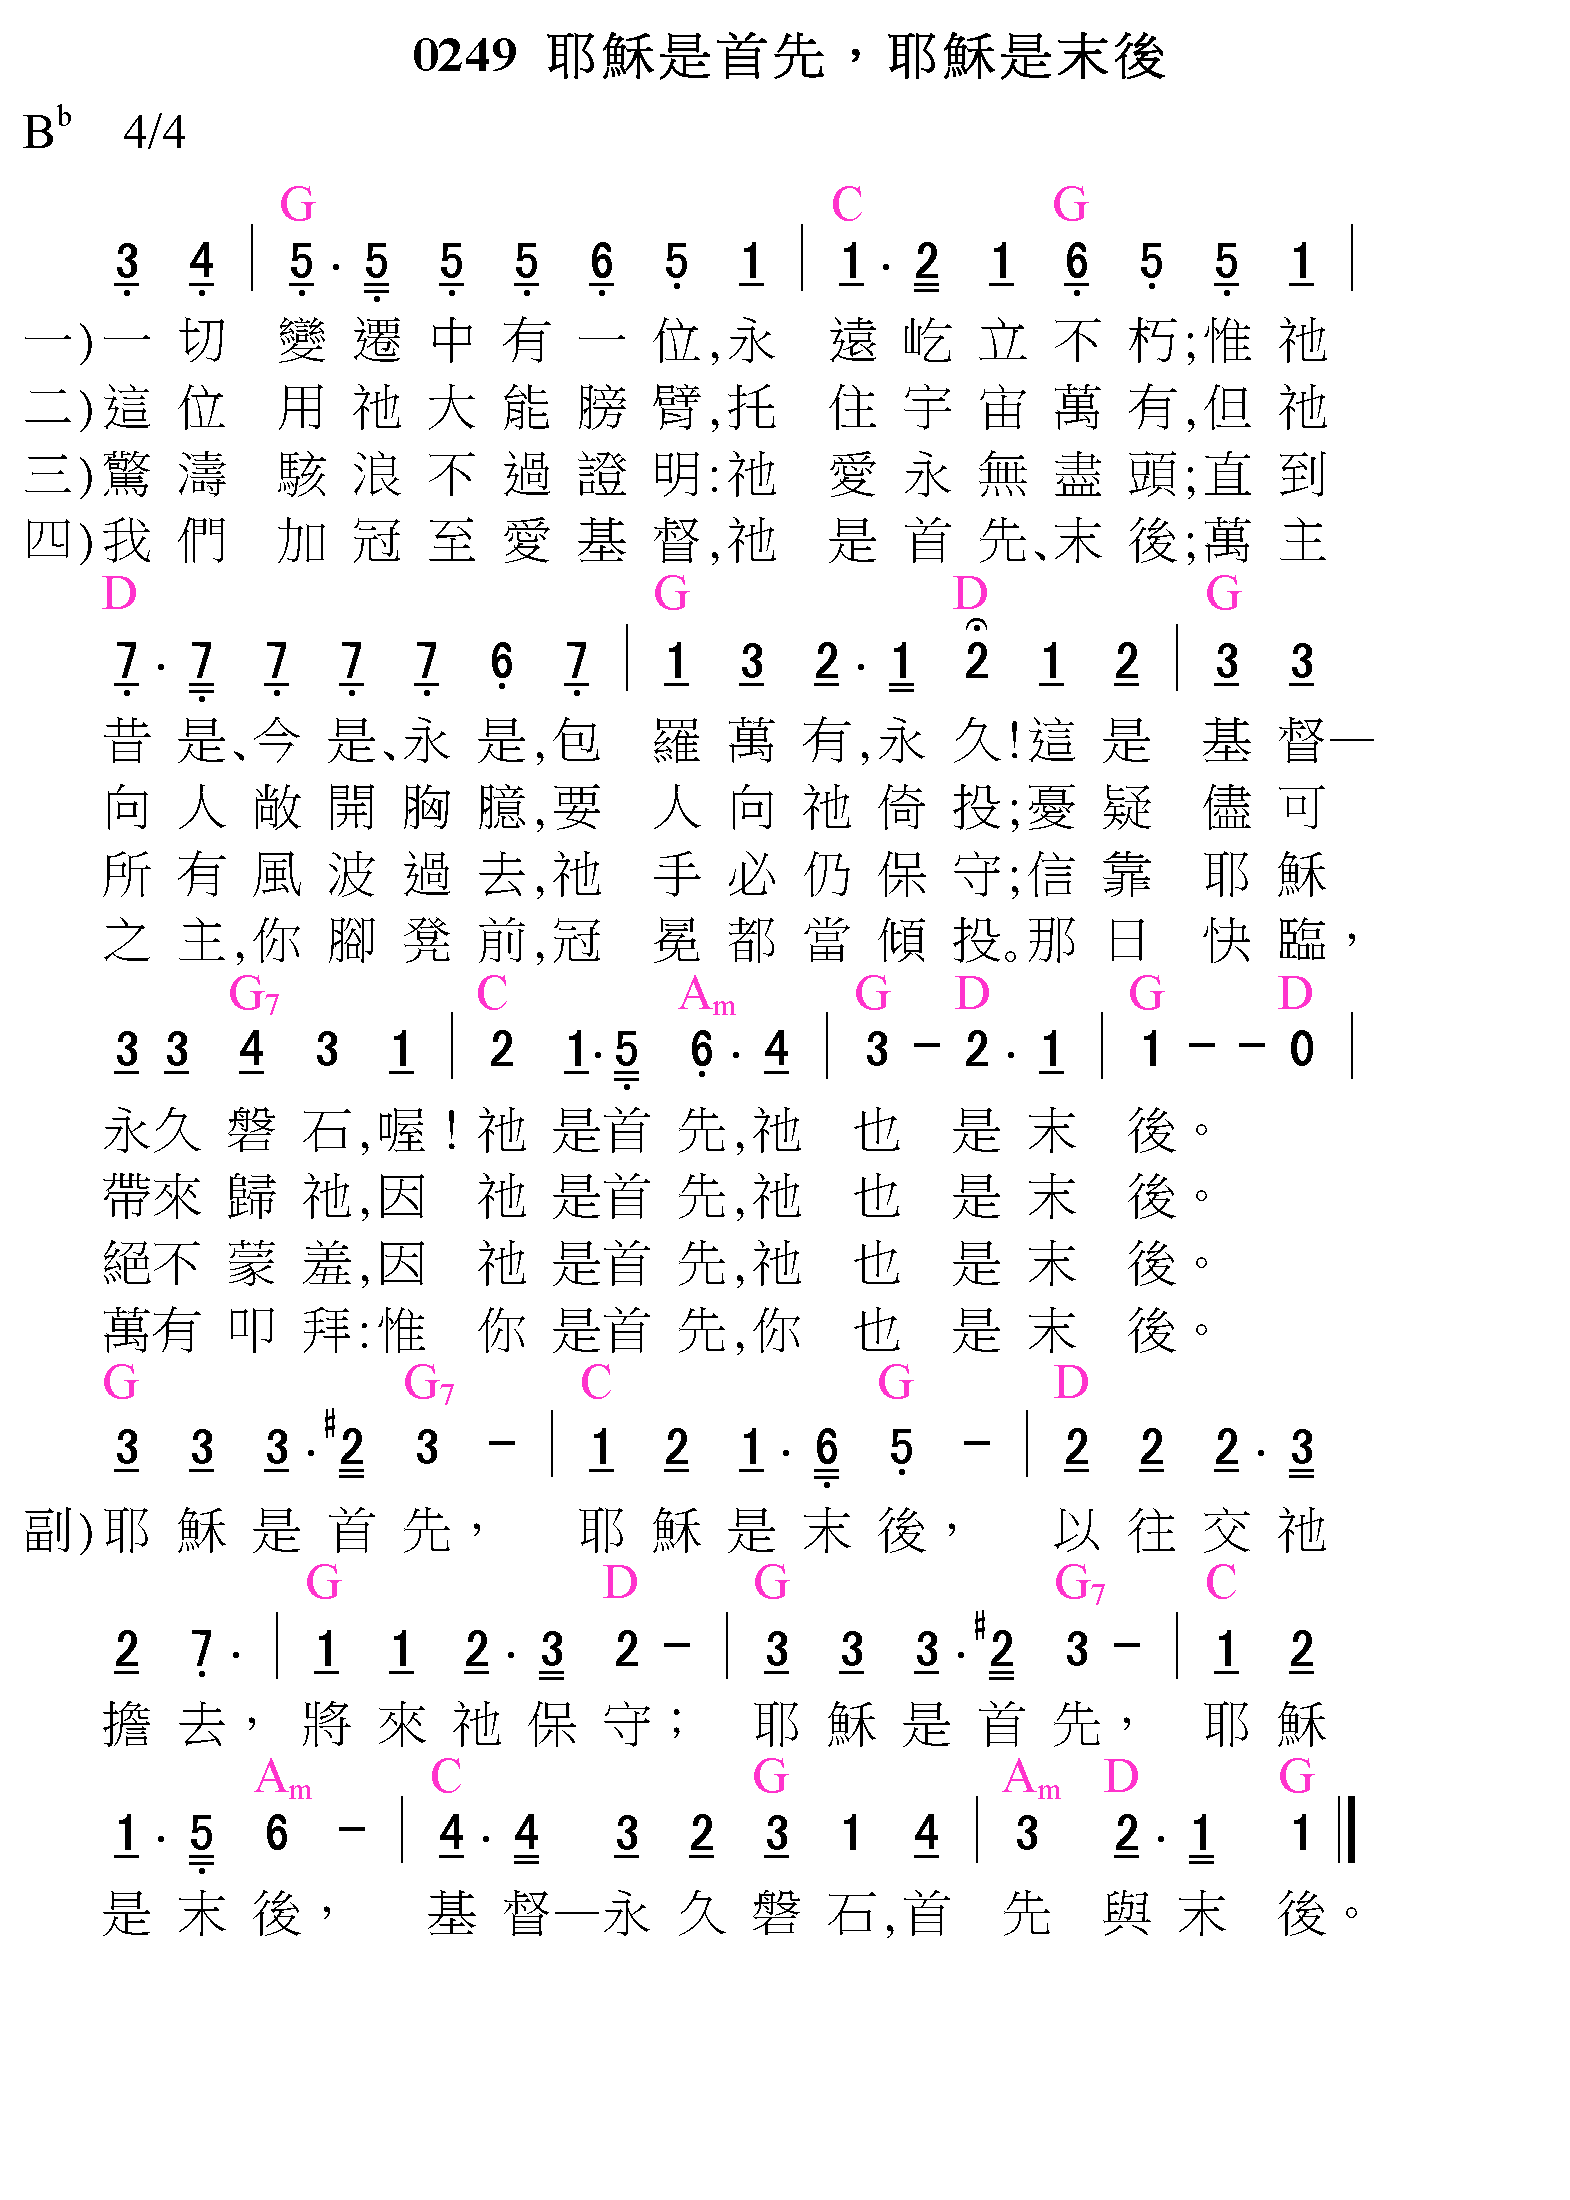 0249 耶穌是首先，耶穌是末後
B♭ 4/4
G C G
3 4 | 5 . 5 5 5 6 5 1 | 1 . 2 1 6 5 5 1 |
一)一切 變遷中有一位,永 遠屹立不朽;惟祂
二)這位 用祂大能膀臂,托 住宇宙萬有,但祂
三)驚濤 駭浪不過證明:祂 愛永無盡頭;直到
四)我們 加冠至愛基督,祂 是首先、末後;萬主
D G D G
7 . 7 7 7 7 6 7 | 1 3 2 . 1 2 1 2 | 3 3
昔是、今是、永是,包 羅萬有,永久!這是 基督—
向人敞開胸臆,要 人向祂倚投;憂疑 儘可
所有風波過去,祂 手必仍保守;信靠 耶穌
之主,你腳凳前,冠 冕都當傾投。那日 快臨，
G7 C Am G D G D
3 3 4 3 1 | 2 1 . 5 6 . 4 | 3 - 2 . 1 | 1 - - 0 |
永久磐石,喔! 祂是首先,祂 也是末 後。
帶來歸祂,因 祂是首先,祂 也是末 後。
絕不蒙羞,因 祂是首先,祂 也是末 後。
萬有叩拜:惟 你是首先,你 也是末 後。
G G7 C G D
3 3 3 . #2 3 - | 1 2 1 . 6 5 - | 2 2 2 . 3
副)耶穌是首先， 耶穌是末後， 以往交祂
G D G G7 C
2 7 . | 1 1 2 . 3 2 - | 3 3 3 . #2 3 - | 1 2
擔去， 將來祂保守； 耶穌是首先， 耶穌
Am C G Am D G
1 . 5 6 - | 4 . 4 3 2 3 1 4 | 3 2 . 1 1 ‖
是末後， 基督—永久磐石,首 先與末 後。